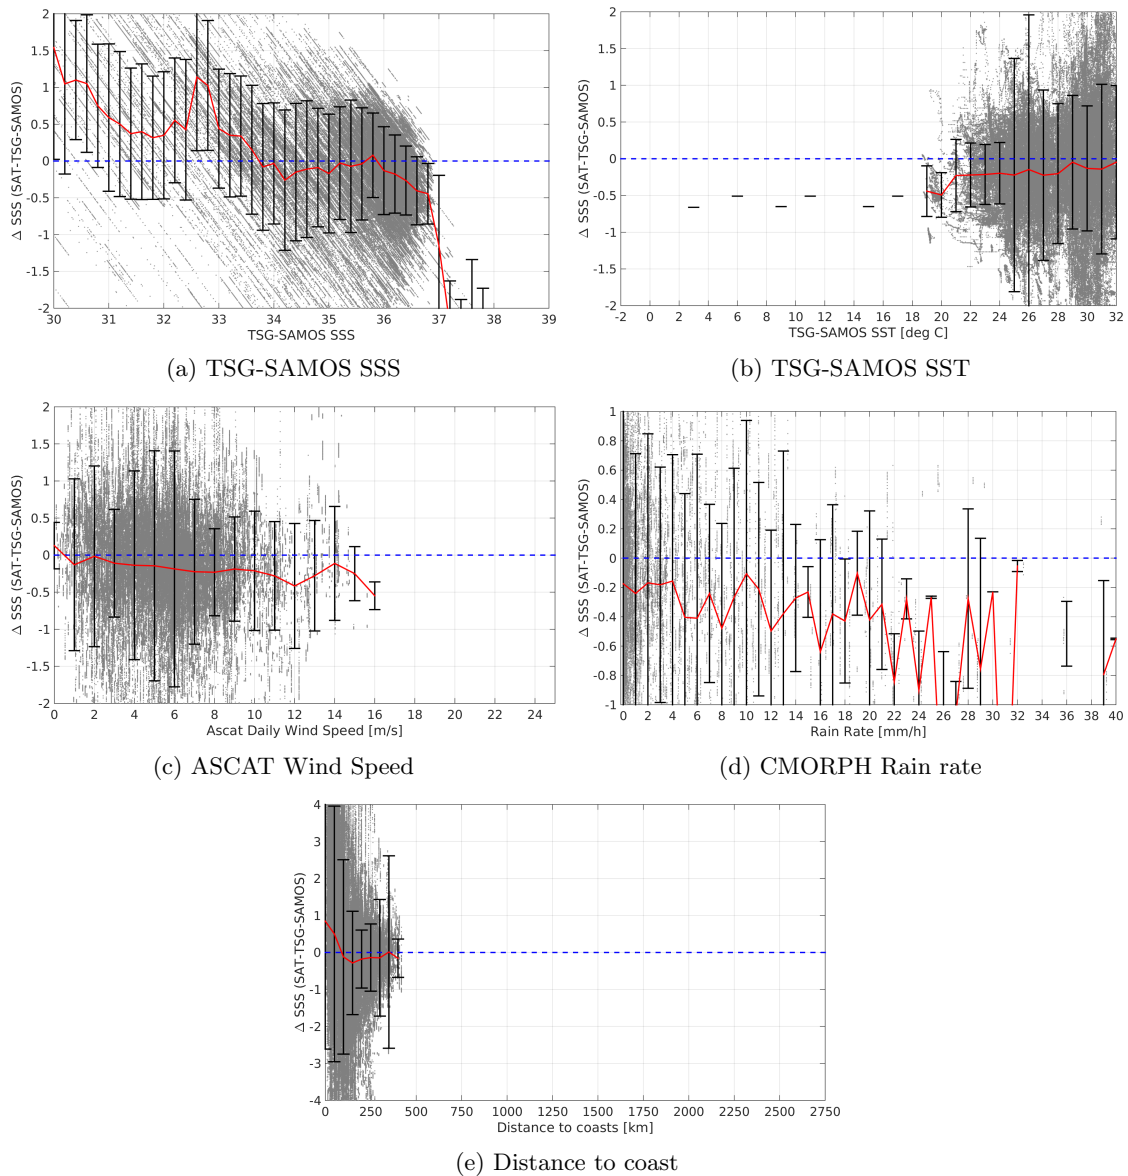 2
1.5
1
0.5
0
-0.5
-1
-1.5
-2
Δ SSS (SAT-TSG-SAMOS)
30 31 32 33 34 35 36 37 38 39
TSG-SAMOS SSS
(a) TSG-SAMOS SSS
2
1.5
1
0.5
0
-0.5
-1
-1.5
-2
Δ SSS (SAT-TSG-SAMOS)
-2 0 2 4 6 8 10 12 14 16 18 20 22 24 26 28 30 32
TSG-SAMOS SST [deg C]
(b) TSG-SAMOS SST
2
1.5
1
0.5
0
-0.5
-1
-1.5
-2
Δ SSS (SAT-TSG-SAMOS)
0 2 4 6 8 10 12 14 16 18 20 22 24
Ascat Daily Wind Speed [m/s]
(c) ASCAT Wind Speed
1
0.8
0.6
0.4
0.2
0
-0.2
-0.4
-0.6
-0.8
-1
Δ SSS (SAT-TSG-SAMOS)
0 2 4 6 8 10 12 14 16 18 20 22 24 26 28 30 32 34 36 38 40
Rain Rate [mm/h]
(d) CMORPH Rain rate
4
3
2
1
0
-1
-2
-3
-4
Δ SSS (SAT-TSG-SAMOS)
0 250 500 750 1000 1250 1500 1750 2000 2250 2500 2750
Distance to coasts [km]
(e) Distance to coast